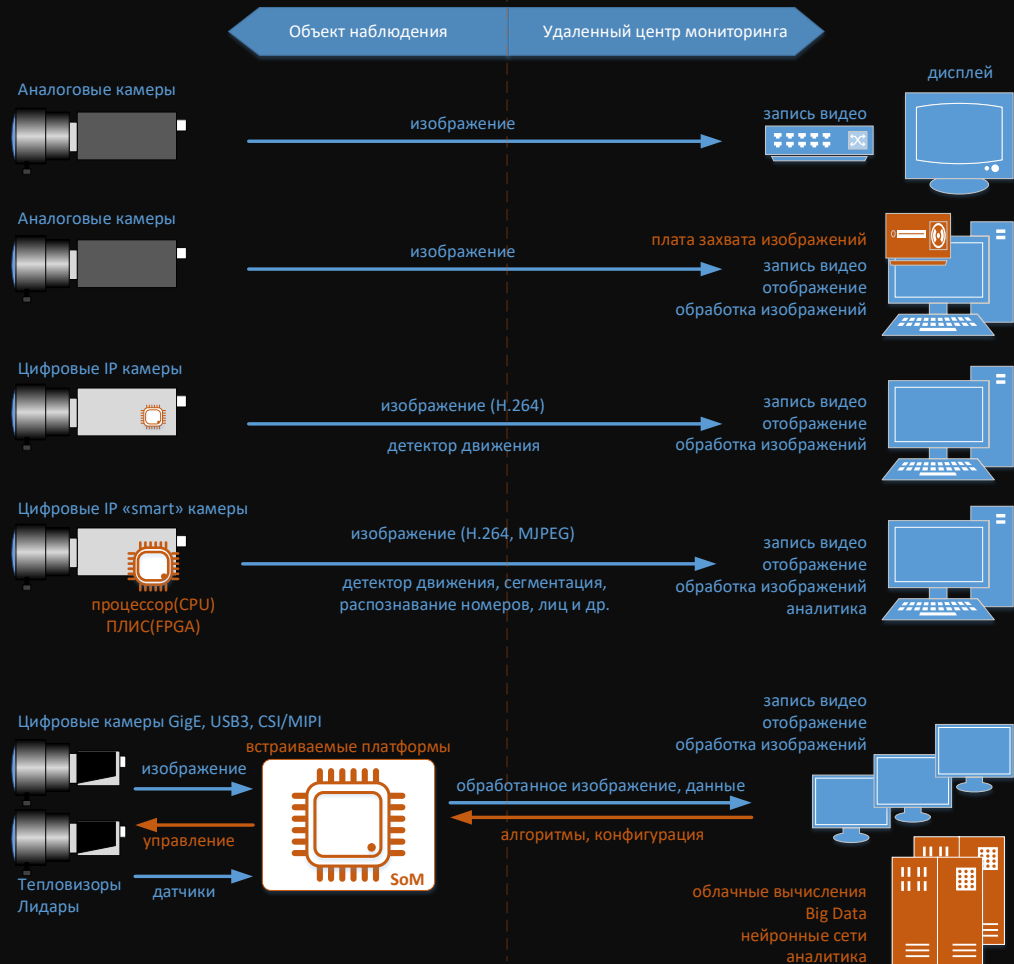 Объект наблюдения
Удаленный центр мониторинга
Аналоговые камеры
изображение
запись видео
дисплей
Аналоговые камеры
изображение
плата захвата изображений
запись видео
отображение
обработка изображений
Цифровые IP камеры
изображение (H.264)
детектор движения
запись видео
отображение
обработка изображений
Цифровые IP «smart» камеры
процессор(CPU)
ПЛИС(FPGA)
изображение (H.264, MJPEG)
детектор движения, сегментация,
распознавание номеров, лиц и др.
запись видео
отображение
обработка изображений
аналитика
Цифровые камеры GigE, USB3, CSI/MIPI
изображение
управление
Тепловизоры
Лидары
датчики
встраиваемые платформы
SoM
обработанное изображение, данные
алгоритмы, конфигурация
запись видео
отображение
обработка изображений
облачные вычисления
Big Data
нейронные сети
аналитика